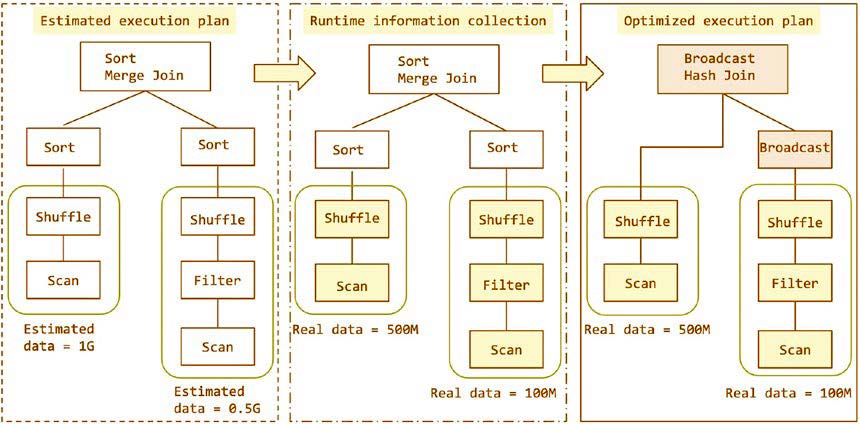 Estimated execution plan
Sort
Merge Join
Sort
Sort
Shuffle
Shuffle
Scan
Filter
Estimated
data = 1G
Scan
Estimated
data = 0.5G
Runtime information collection
Sort
Merge Join
Sort
Sort
Shuffle
Shuffle
Scan
Filter
Real data = 500M
Scan
Real data = 100M
Optimized execution plan
Broadcast
Hash Join
Broadcast
Shuffle
Shuffle
Scan
Filter
Real data = 500M
Scan
Real data = 100M